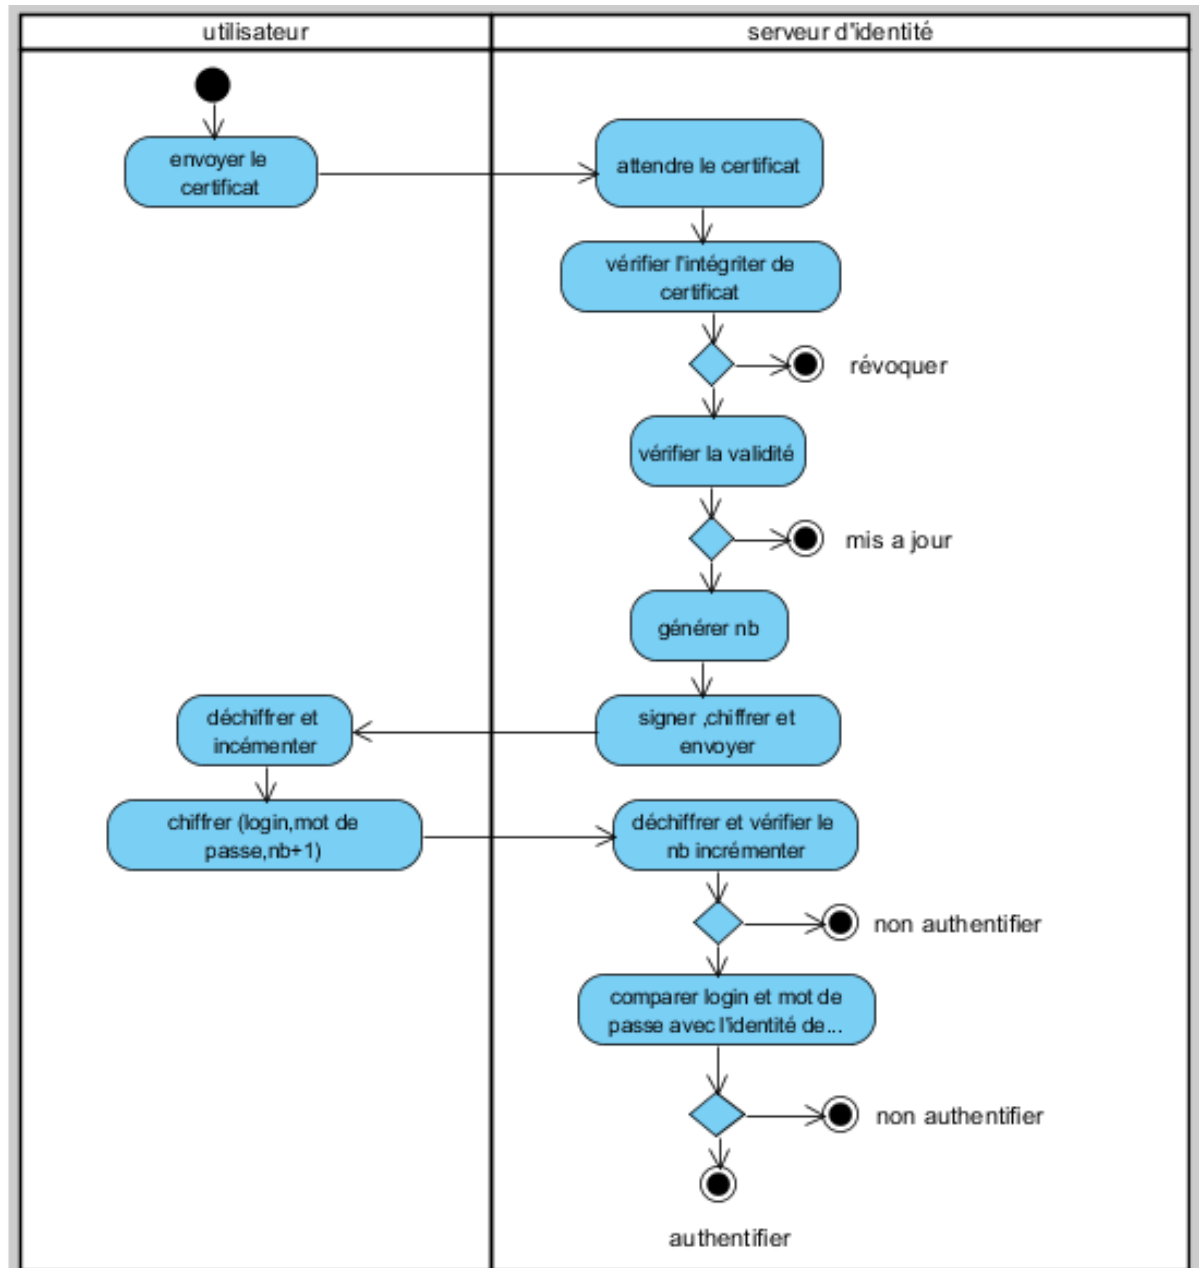 utilisateur
serveur d'identité
envoyer le
certificat
attendre le certificat
vérifier l'intégriter de
certificat
révoquer
vérifier la validité
mis a jour
générer nb
signer ,chiffrer et
envoyer
déchiffrer et
incémenter
chiffrer (login,mot de
passe,nb+1)
déchiffrer et vérifier le
nb incrémenter
non authentifier
comparer login et mot de
passe avec l'identité de...
non authentifier
authentifier